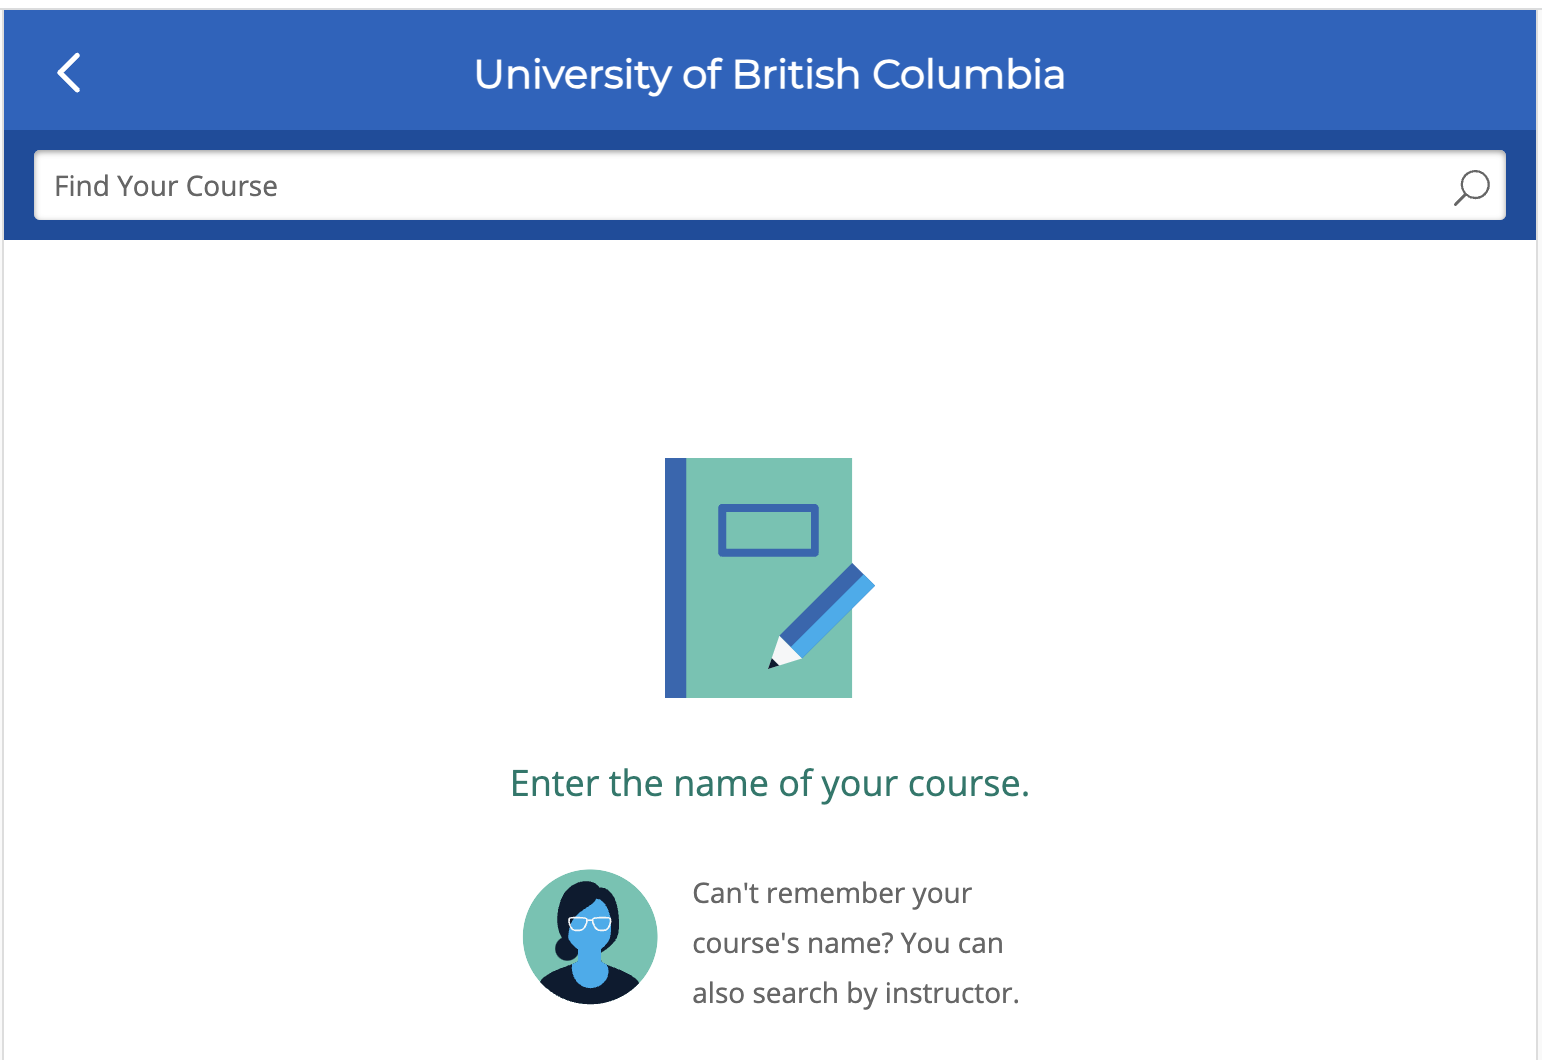 University of British Columbia
Find Your Course
Enter the name of your course.
Can't remember your
course's name? You can
also search by instructor.